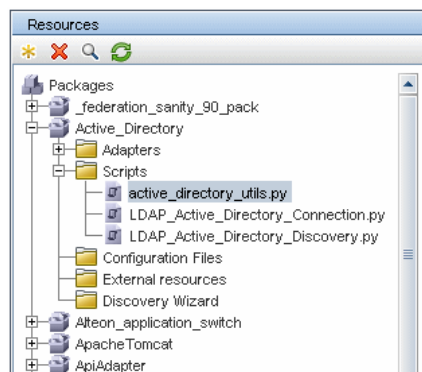 Resources
Packages
_federation_sanity_90_pack
Active_Directory
Adapters
Scripts
active_directory_utils.py
LDAP_Active_Directory_Connection.py
LDAP_Active_Directory_Discovery.py
Configuration Files
External resources
Discovery Wizard
Alteon_application_switch
ApacheTomcat
ApiAdapter